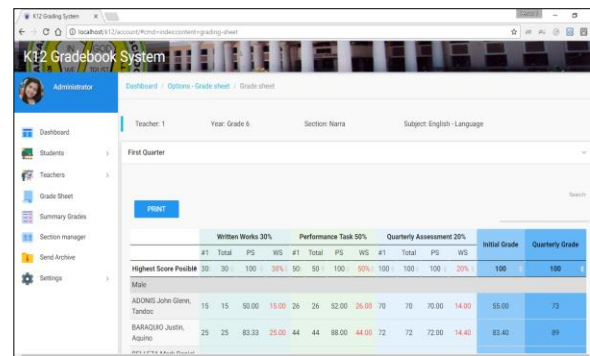 K12 Grading System
localhost/k12/account/#cmd=index;content=grading-sheet
K12 Gradebook System
IN GOD
WE TRUST
Administrator
Dashboard / Options - Grade sheet / Grade sheet
Teacher: 1 Year: Grade 6 Section: Narra Subject: English - Language
Dashboard
Students
Teachers
Grade Sheet
Summary Grades
Section manager
Send Archive
Settings
First Quarter
Search:
PRINT
Written Works 30% Performance Task 50% Quarterly Assessment 20% Initial Grade Quarterly Grade
#1 Total PS WS #1 Total PS WS #1 Total PS WS
Highest Score Posible 30 30 100 30% 50 50 100 50% 100 100 100 20% 100 100
Male
ADONIS John Glenn, Tandoc 15 15 50.00 15.00 26 26 52.00 26.00 70 70 70.00 14.00 55.00 73
BARAQUIO Justin, Aquino 25 25 83.33 25.00 44 44 88.00 44.00 72 72 72.00 14.40 83.40 89